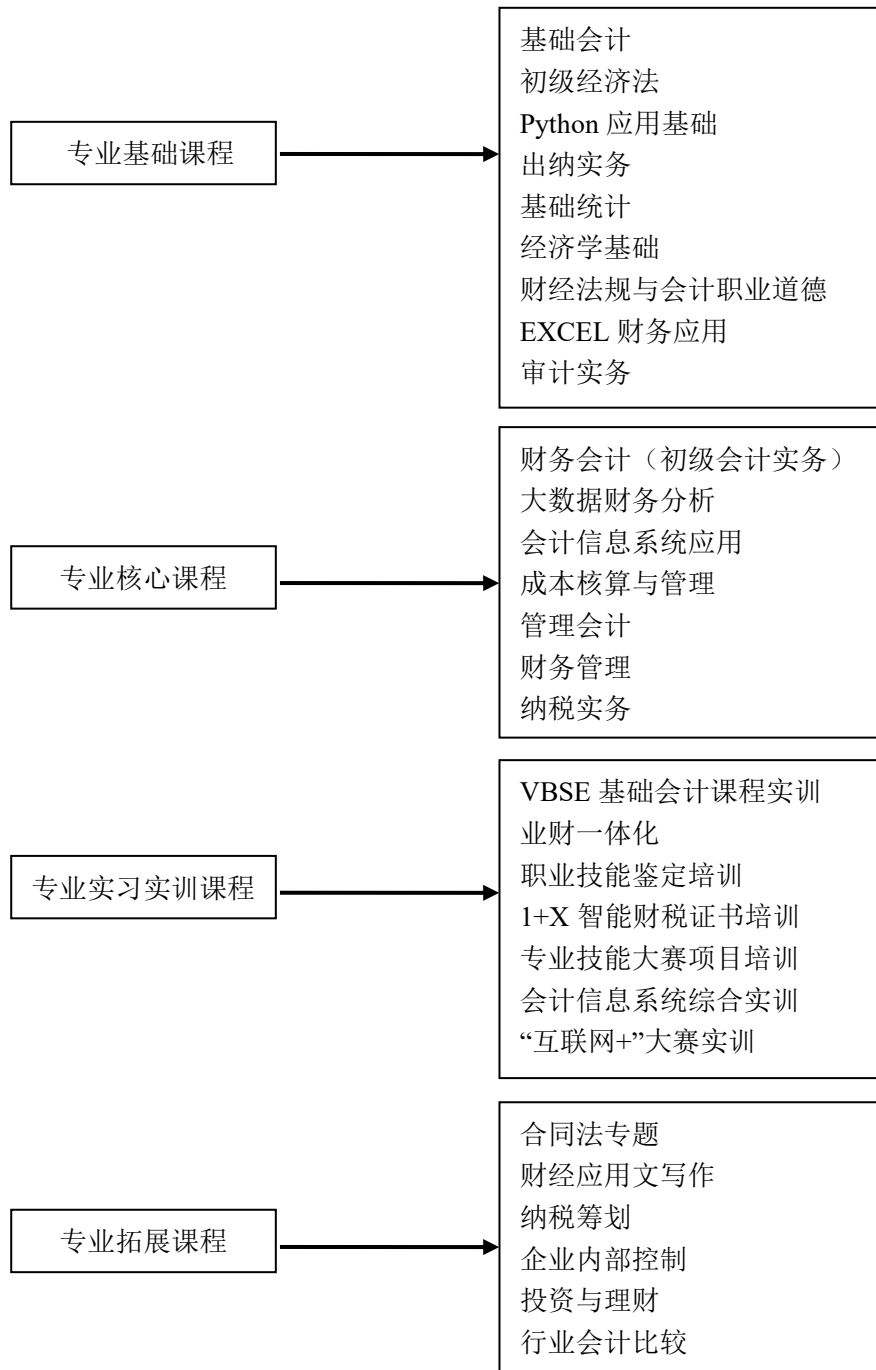 专业基础课程
基础会计
初级经济法
Python 应用基础
出纳实务
基础统计
经济学基础
财经法规与会计职业道德
EXCEL 财务应用
审计实务
专业核心课程
财务会计（初级会计实务）
大数据财务分析
会计信息系统应用
成本核算与管理
管理会计
财务管理
纳税实务
专业实习实训课程
VBSE 基础会计课程实训
业财一体化
职业技能鉴定培训
1+X 智能财税证书培训
专业技能大赛项目培训
会计信息系统综合实训
“互联网+”大赛实训
专业拓展课程
合同法专题
财经应用文写作
纳税筹划
企业内部控制
投资与理财
行业会计比较